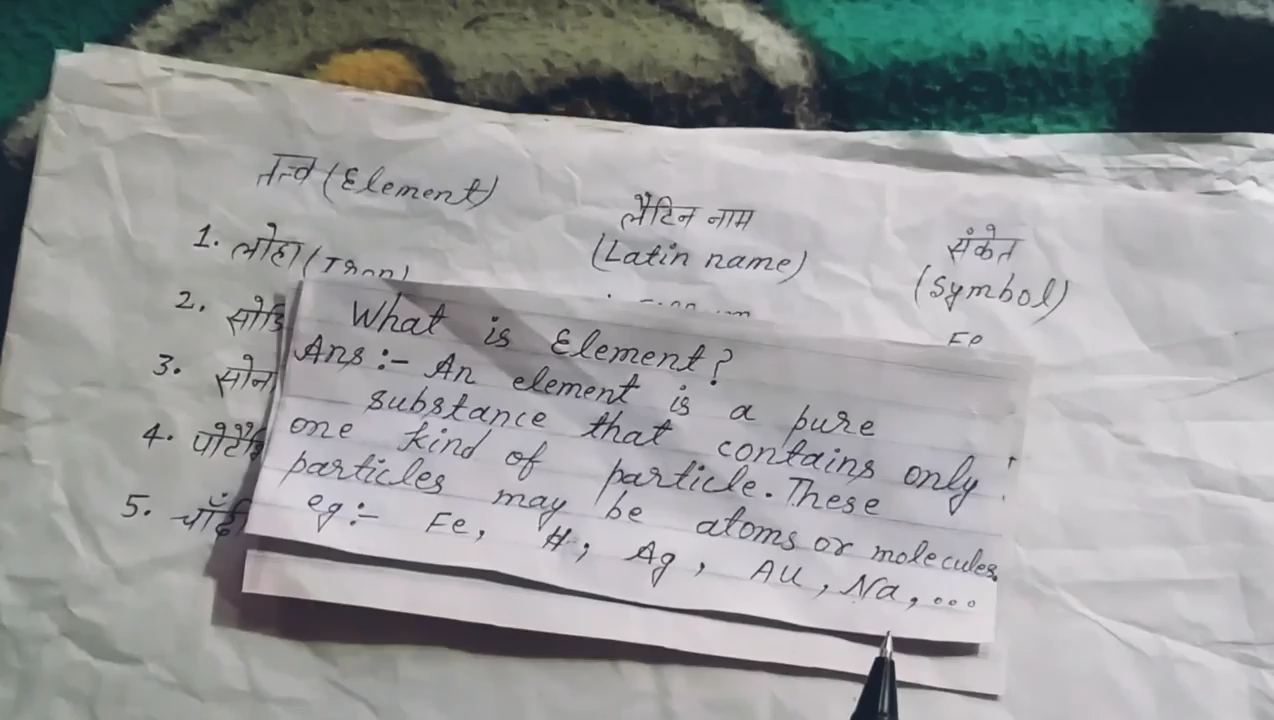 तत्व (Element)
लैटिन नाम
(Latin name)
संकेत
(Symbol)
1. लोहा (Iron)
Fe
2. सोडि
3. सोना
4. पोटै
5. चाँदी
What is Element?
Ans :- An element is a pure
substance that contains only
one kind of particle. These
particles may be atoms or molecules.
eg :- Fe, H, Ag, Au, Na, ...